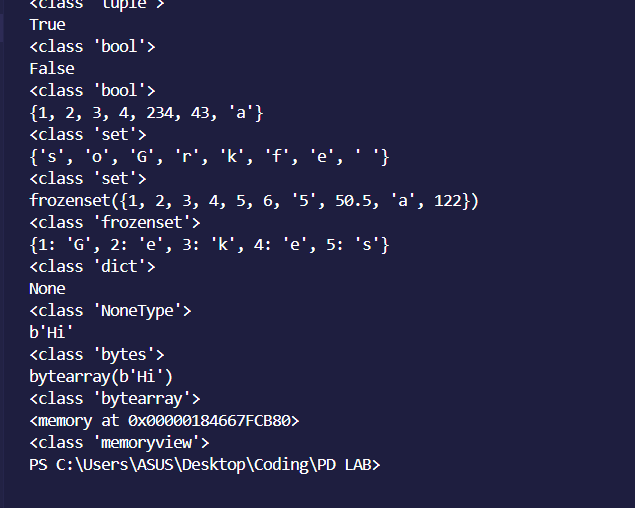 <class 'tuple'>
True
<class 'bool'>
False
<class 'bool'>
{1, 2, 3, 4, 234, 43, 'a'}
<class 'set'>
{'s', 'o', 'G', 'r', 'k', 'f', 'e', ' '}
<class 'set'>
frozenset({1, 2, 3, 4, 5, 6, '5', 50.5, 'a', 122})
<class 'frozenset'>
{1: 'G', 2: 'e', 3: 'k', 4: 'e', 5: 's'}
<class 'dict'>
None
<class 'NoneType'>
b'Hi'
<class 'bytes'>
bytearray(b'Hi')
<class 'bytearray'>
<memory at 0x00000184667FCB80>
<class 'memoryview'>
PS C:\Users\ASUS\Desktop\Coding\PD LAB>